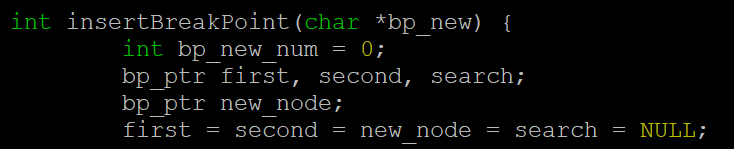 int insertBreakPoint(char *bp_new) {
        int bp_new_num = 0;
        bp_ptr first, second, search;
        bp_ptr new_node;
        first = second = new_node = search = NULL;